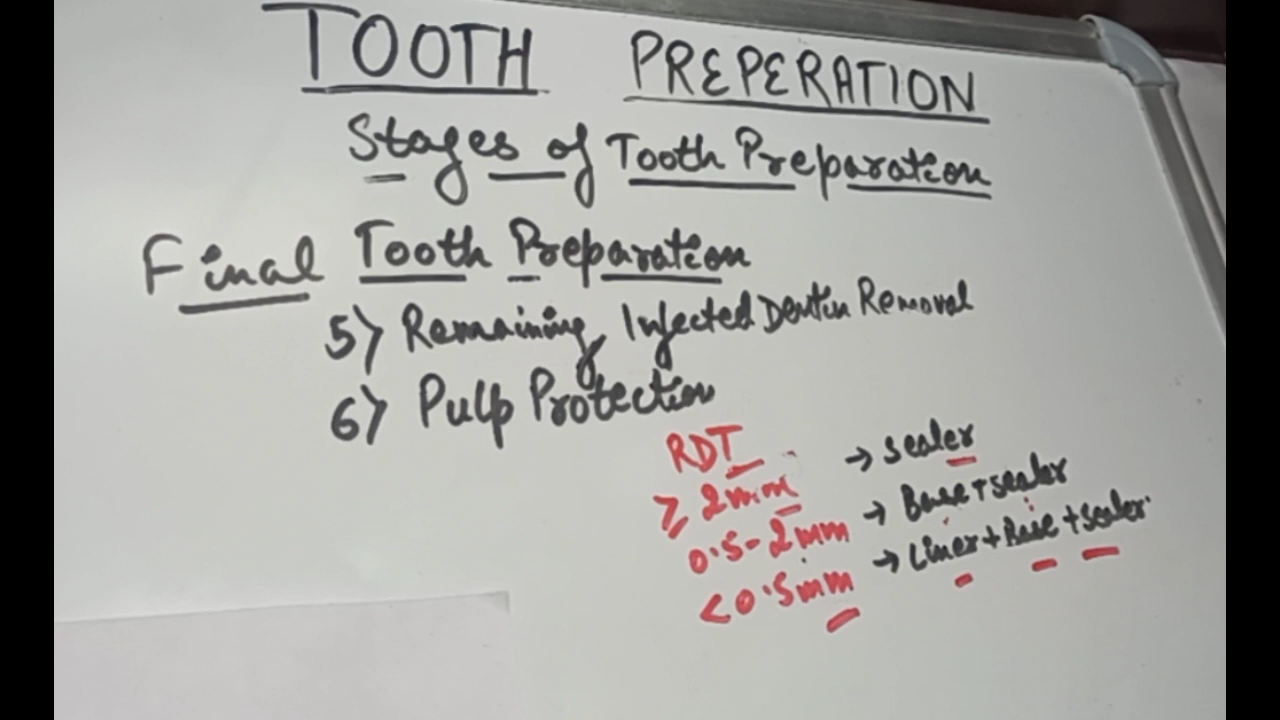 TOOTH PREPERATION
Stages of Tooth Preparation
Final Tooth Preparation
5) Remaining Infected Dentin Removal
6) Pulp Protection
RDT
≥ 2mm → sealer
0.5-2mm → Base+sealer
<0.5mm → Liner+Base+sealer